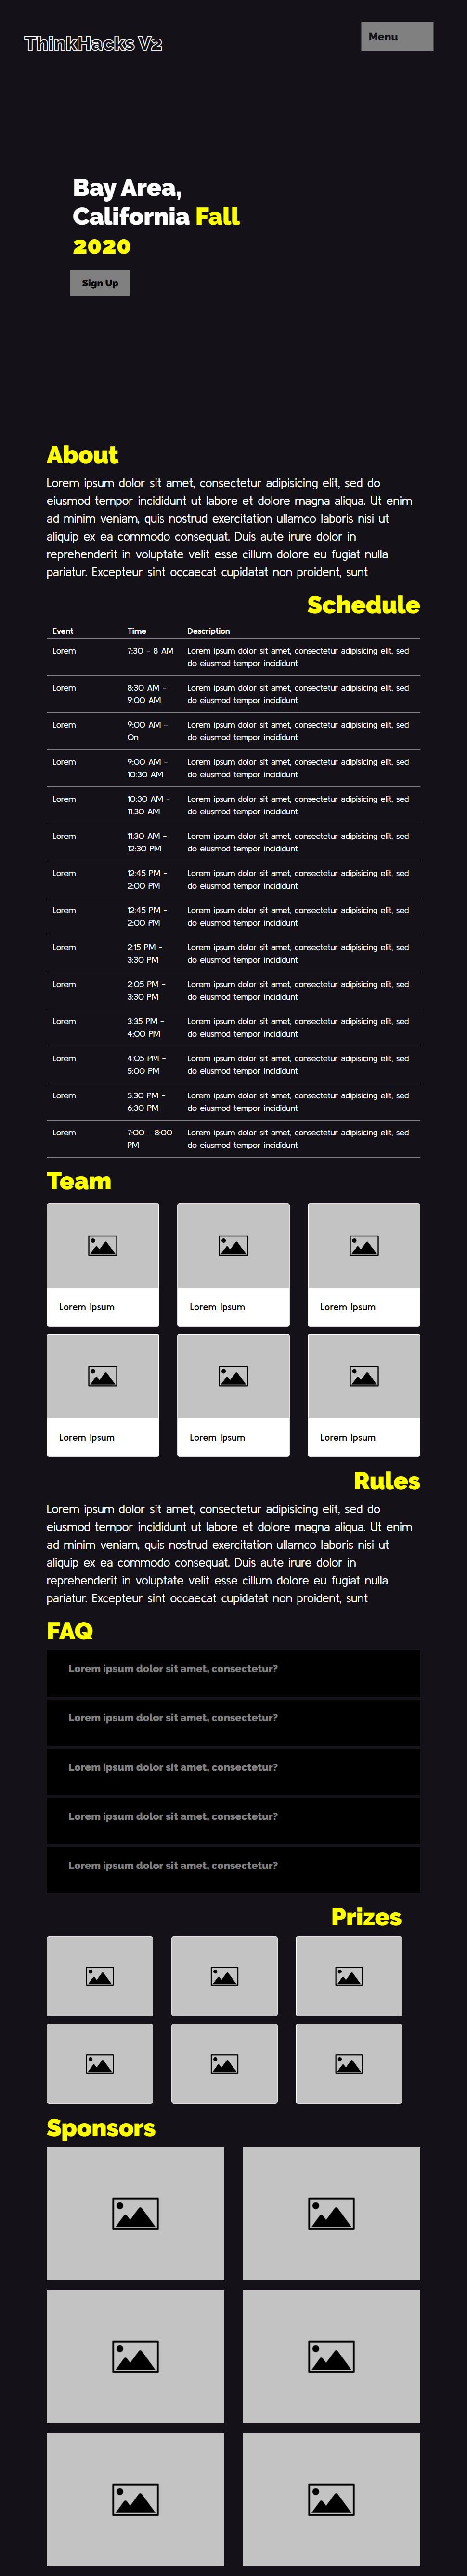 ThinkHacks V2
Menu
Bay Area,
California Fall
2020
Sign Up
About
Lorem ipsum dolor sit amet, consectetur adipisicing elit, sed do
eiusmod tempor incididunt ut labore et dolore magna aliqua. Ut enim
ad minim veniam, quis nostrud exercitation ullamco laboris nisi ut
aliquip ex ea commodo consequat. Duis aute irure dolor in
reprehenderit in voluptate velit esse cillum dolore eu fugiat nulla
pariatur. Excepteur sint occaecat cupidatat non proident, sunt
Schedule
Event Time Description
Lorem 7:30 - 8 AM Lorem ipsum dolor sit amet, consectetur adipisicing elit, sed
do eiusmod tempor incididunt
Lorem 8:30 AM - Lorem ipsum dolor sit amet, consectetur adipisicing elit, sed
9:00 AM do eiusmod tempor incididunt
Lorem 9:00 AM - Lorem ipsum dolor sit amet, consectetur adipisicing elit, sed
On do eiusmod tempor incididunt
Lorem 9:00 AM - Lorem ipsum dolor sit amet, consectetur adipisicing elit, sed
10:30 AM do eiusmod tempor incididunt
Lorem 10:30 AM - Lorem ipsum dolor sit amet, consectetur adipisicing elit, sed
11:30 AM do eiusmod tempor incididunt
Lorem 11:30 AM - Lorem ipsum dolor sit amet, consectetur adipisicing elit, sed
12:30 PM do eiusmod tempor incididunt
Lorem 12:45 PM - Lorem ipsum dolor sit amet, consectetur adipisicing elit, sed
2:00 PM do eiusmod tempor incididunt
Lorem 12:45 PM - Lorem ipsum dolor sit amet, consectetur adipisicing elit, sed
2:00 PM do eiusmod tempor incididunt
Lorem 2:15 PM - Lorem ipsum dolor sit amet, consectetur adipisicing elit, sed
3:30 PM do eiusmod tempor incididunt
Lorem 2:05 PM - Lorem ipsum dolor sit amet, consectetur adipisicing elit, sed
3:30 PM do eiusmod tempor incididunt
Lorem 3:35 PM - Lorem ipsum dolor sit amet, consectetur adipisicing elit, sed
4:00 PM do eiusmod tempor incididunt
Lorem 4:05 PM - Lorem ipsum dolor sit amet, consectetur adipisicing elit, sed
5:00 PM do eiusmod tempor incididunt
Lorem 5:30 PM - Lorem ipsum dolor sit amet, consectetur adipisicing elit, sed
6:30 PM do eiusmod tempor incididunt
Lorem 7:00 - 8:00 Lorem ipsum dolor sit amet, consectetur adipisicing elit, sed
PM do eiusmod tempor incididunt
Team
Lorem Ipsum Lorem Ipsum Lorem Ipsum
Lorem Ipsum Lorem Ipsum Lorem Ipsum
Rules
Lorem ipsum dolor sit amet, consectetur adipisicing elit, sed do
eiusmod tempor incididunt ut labore et dolore magna aliqua. Ut enim
ad minim veniam, quis nostrud exercitation ullamco laboris nisi ut
aliquip ex ea commodo consequat. Duis aute irure dolor in
reprehenderit in voluptate velit esse cillum dolore eu fugiat nulla
pariatur. Excepteur sint occaecat cupidatat non proident, sunt
FAQ
Lorem ipsum dolor sit amet, consectetur?
Lorem ipsum dolor sit amet, consectetur?
Lorem ipsum dolor sit amet, consectetur?
Lorem ipsum dolor sit amet, consectetur?
Lorem ipsum dolor sit amet, consectetur?
Prizes
Sponsors